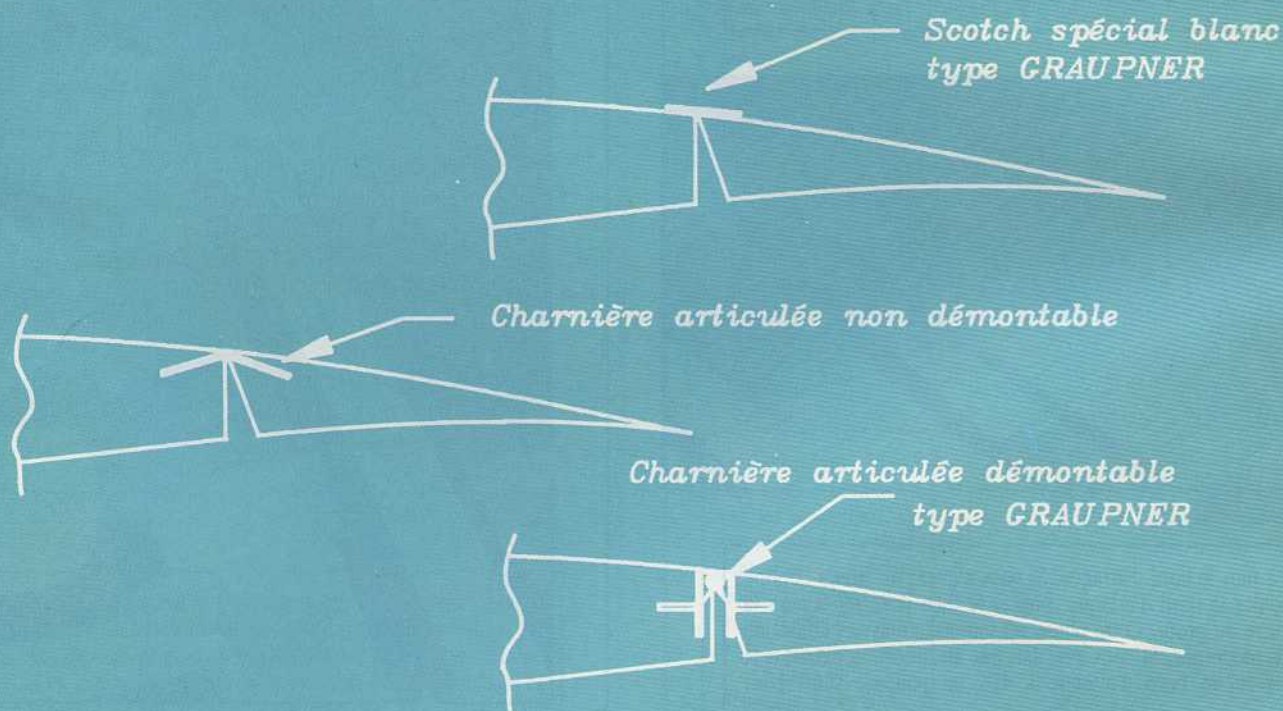 Scotch spécial blanc
type GRAUPNER
Charnière articulée non démontable
Charnière articulée démontable
type GRAUPNER